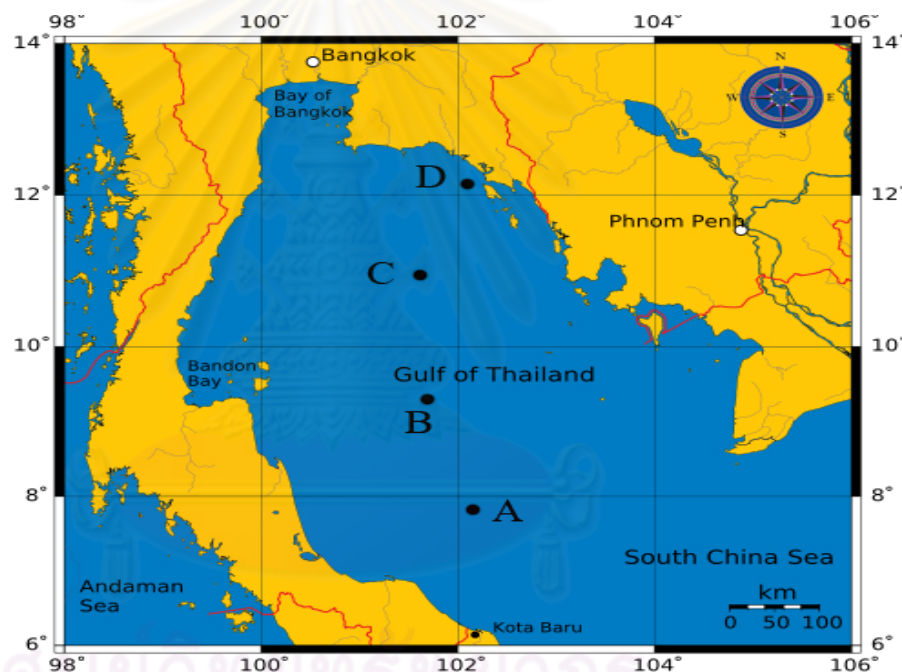 98°
100°
102°
104°
106°
14°
14°
Bangkok
N
W
E
S
Bay of
Bangkok
D
12°
12°
Phnom Penh
C
10°
10°
Bandon
Bay
Gulf of Thailand
B
8°
8°
A
South China Sea
Andaman
Sea
km
0 50 100
Kota Baru
6°
6°
98°
100°
102°
104°
106°